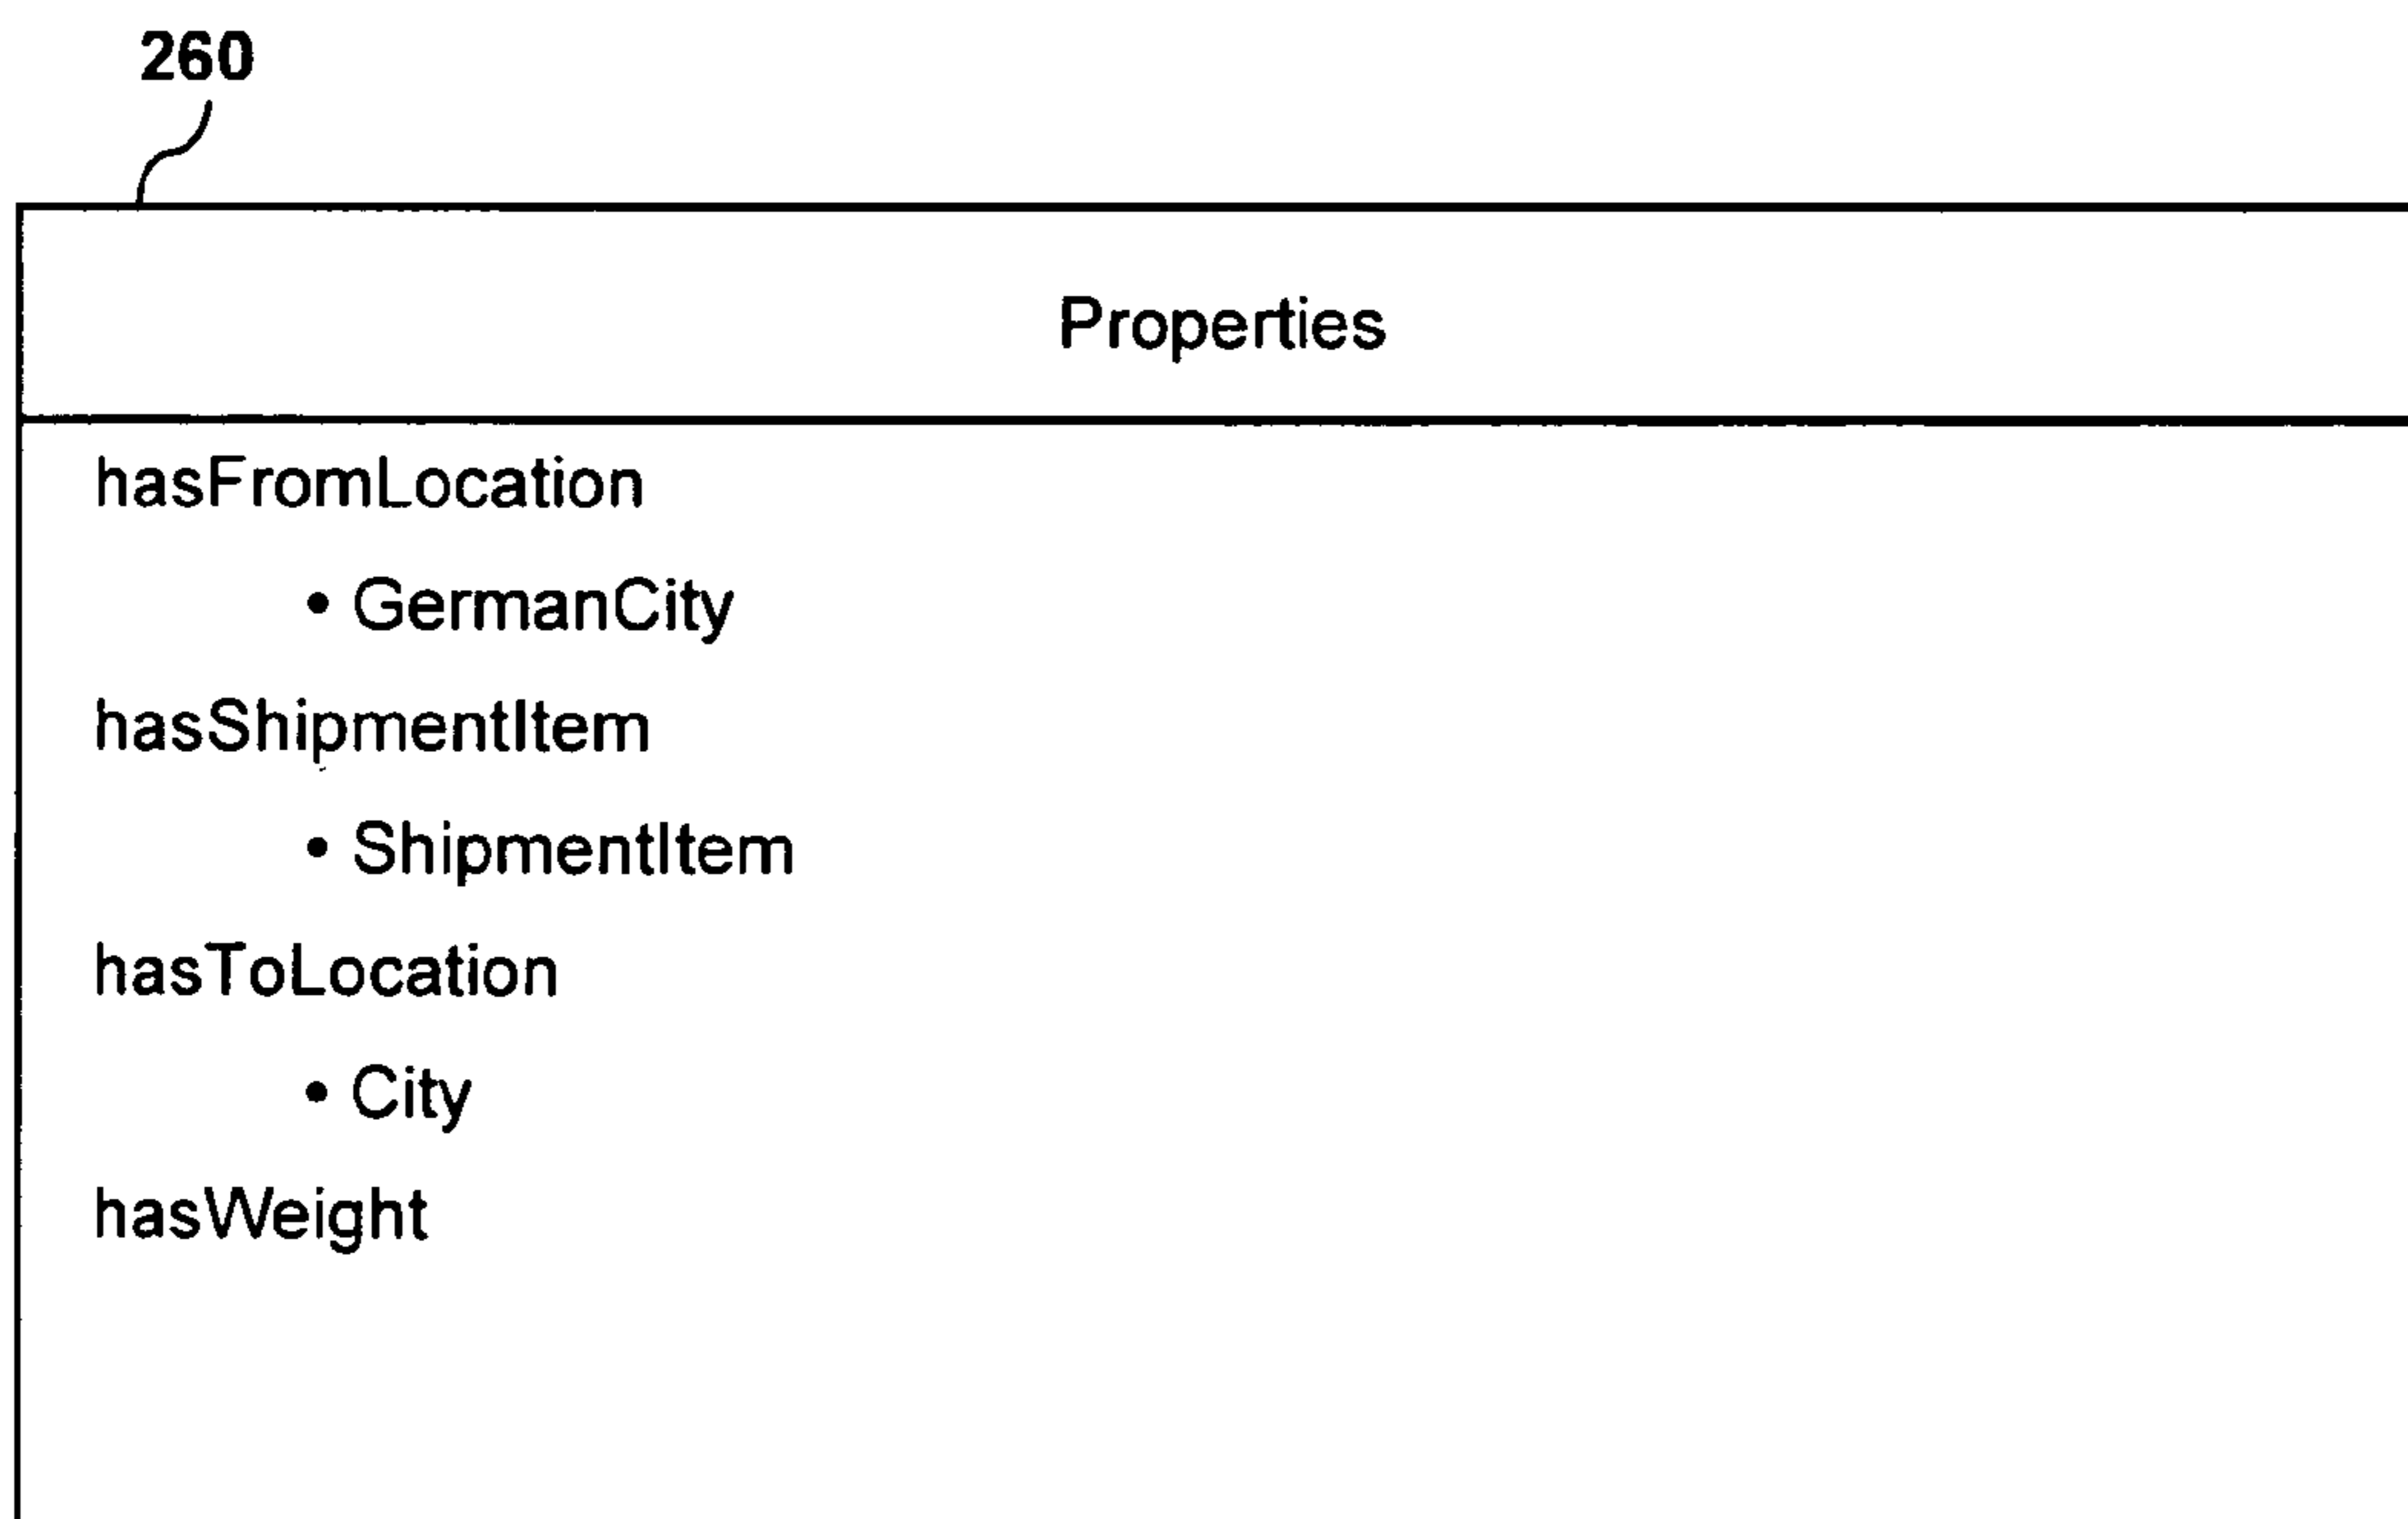 260
Properties
hasFromLocation
• GermanCity
hasShipmentItem
• ShipmentItem
hasToLocation
• City
hasWeight